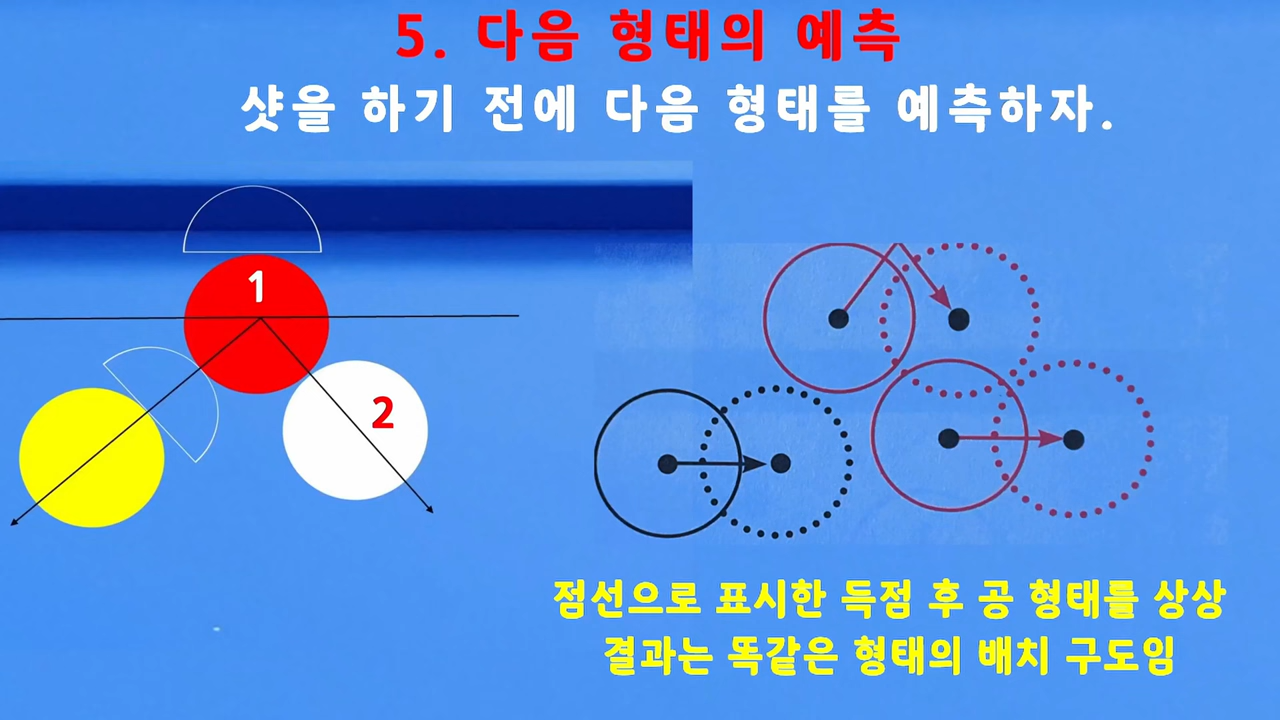 5. 다음 형태의 예측
샷을 하기 전에 다음 형태를 예측하자.
1
2
점선으로 표시한 득점 후 공 형태를 상상
결과는 똑같은 형태의 배치 구도임